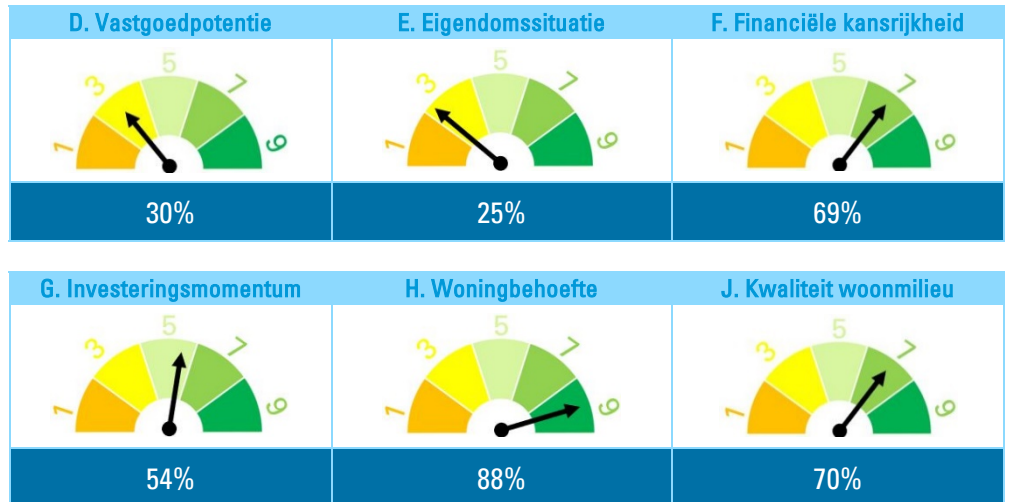 D. Vastgoedpotentie E. Eigendomssituatie F. Financiële kansrijkheid
1 3 5 7 9 1 3 5 7 9 1 3 5 7 9
30% 25% 69%
G. Investeringsmomentum H. Woningbehoefte J. Kwaliteit woonmilieu
1 3 5 7 9 1 3 5 7 9 1 3 5 7 9
54% 88% 70%